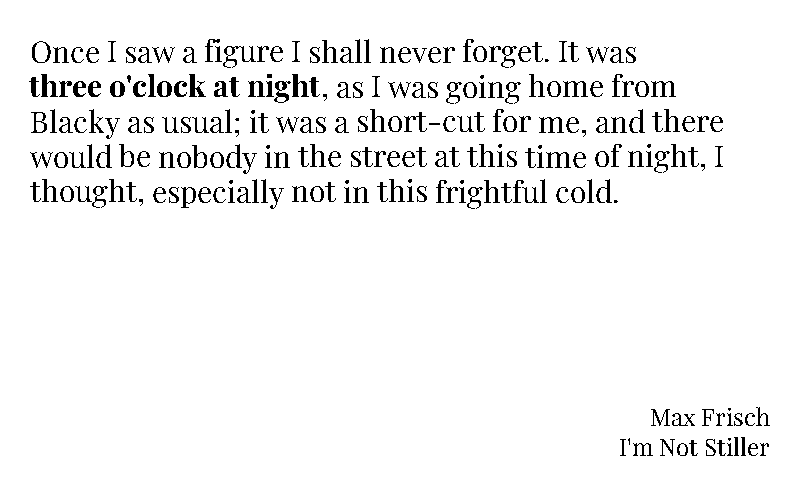 Once I saw a figure I shall never forget. It was
three o'clock at night, as I was going home from
Blacky as usual; it was a short-cut for me, and there
would be nobody in the street at this time of night, I
thought, especially not in this frightful cold.
Max Frisch
I'm Not Stiller